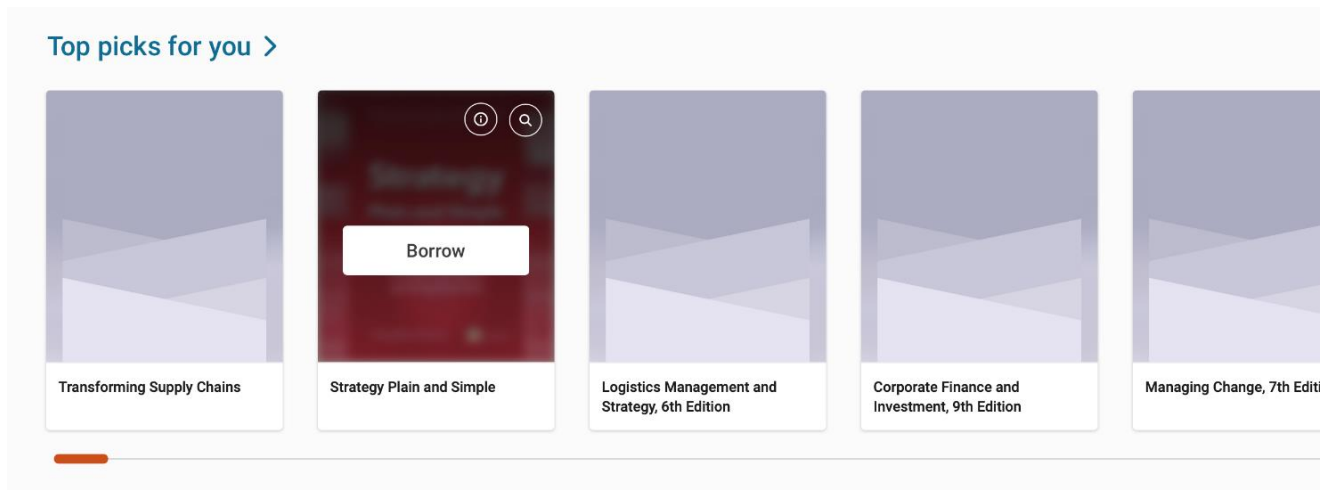 Top picks for you
Strategy
Borrow
Transforming Supply Chains
Strategy Plain and Simple
Logistics Management and
Strategy, 6th Edition
Corporate Finance and
Investment, 9th Edition
Managing Change, 7th Editi